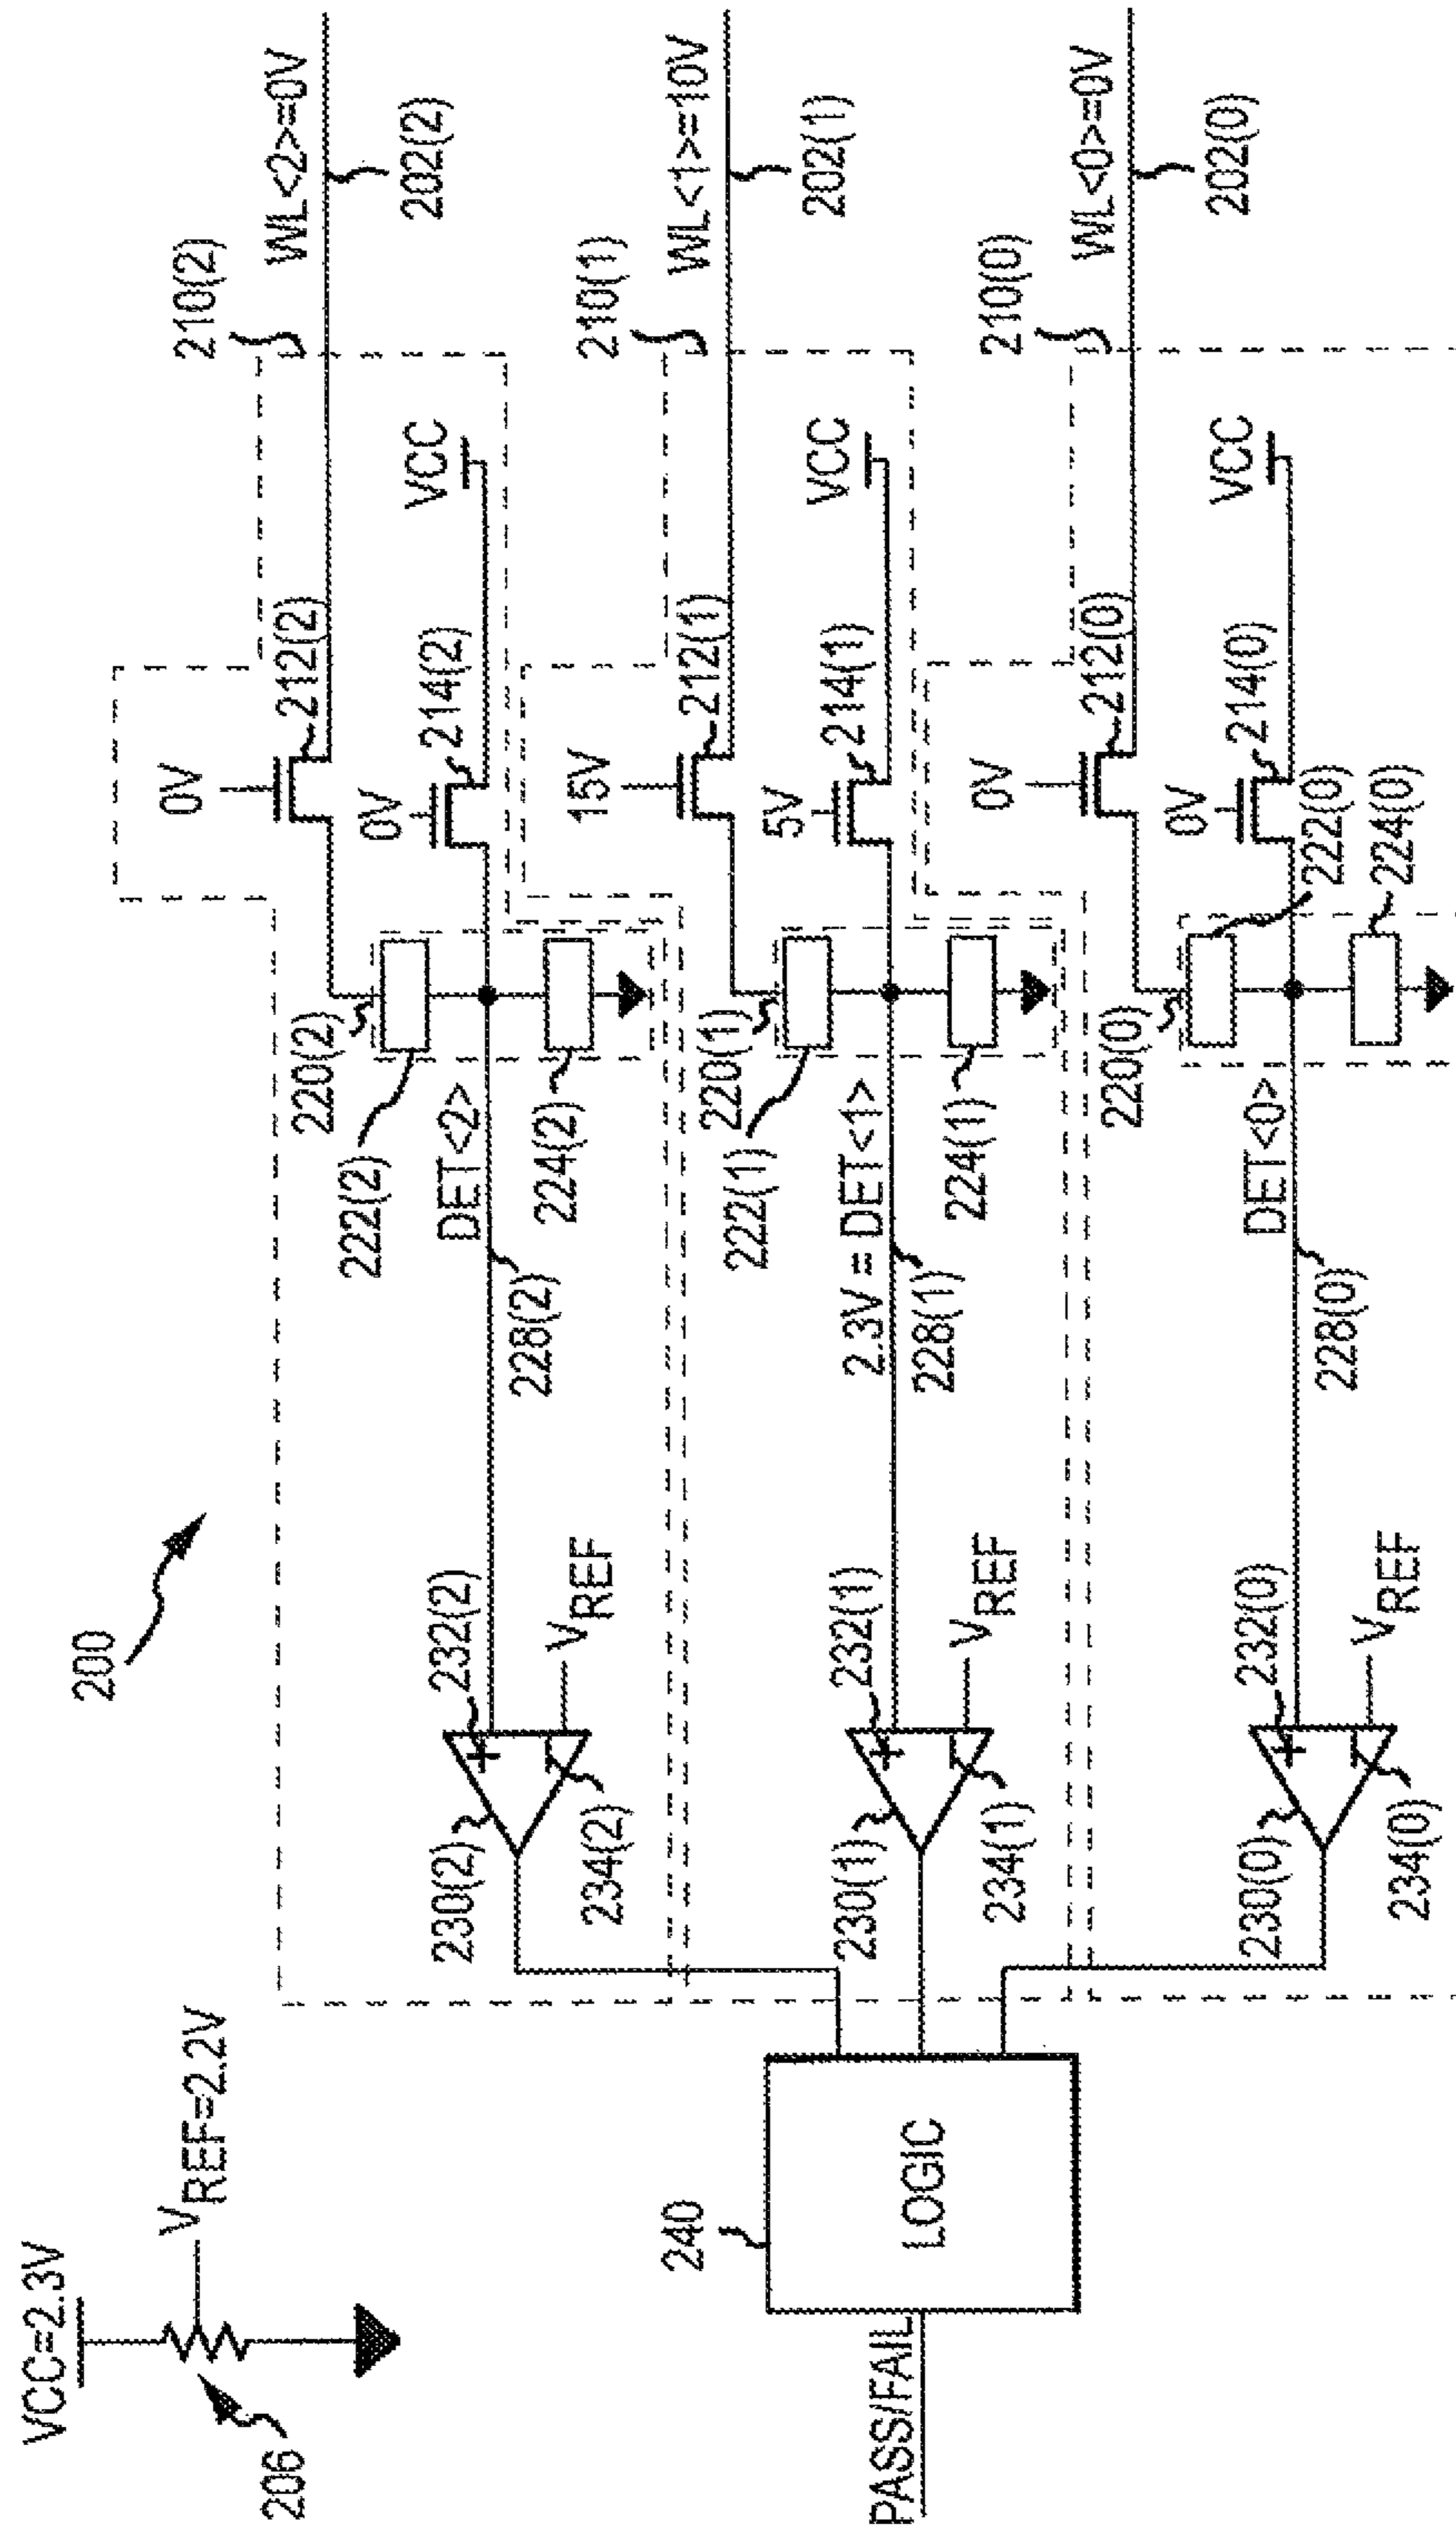 200
VCC=2.3V
VREF=2.2V
206
240
LOGIC
PASS/FAIL
210(2)
WL<2>=0V
202(2)
0V
212(2)
0V
214(2)
VCC
220(2)
222(2)
224(2)
DET<2>
228(2)
232(2)
+
VREF
-
230(2)
234(2)
210(1)
WL<1>=10V
202(1)
15V
212(1)
5V
214(1)
VCC
220(1)
222(1)
224(1)
2.3V = DET<1>
228(1)
232(1)
+
VREF
-
230(1)
234(1)
210(0)
WL<0>=0V
202(0)
0V
212(0)
0V
214(0)
VCC
222(0)
220(0)
224(0)
DET<0>
228(0)
232(0)
+
VREF
-
230(0)
234(0)